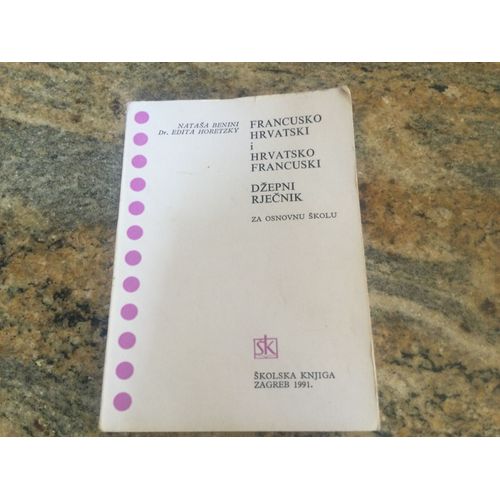 NATAŠA BENINI
Dr. EDITA HORETZKY
FRANCUSKO
HRVATSKI
i
HRVATSKO
FRANCUSKI
DŽEPNI
RJEČNIK
ZA OSNOVNU ŠKOLU
ŠK
ŠKOLSKA KNJIGA
ZAGREB 1991.